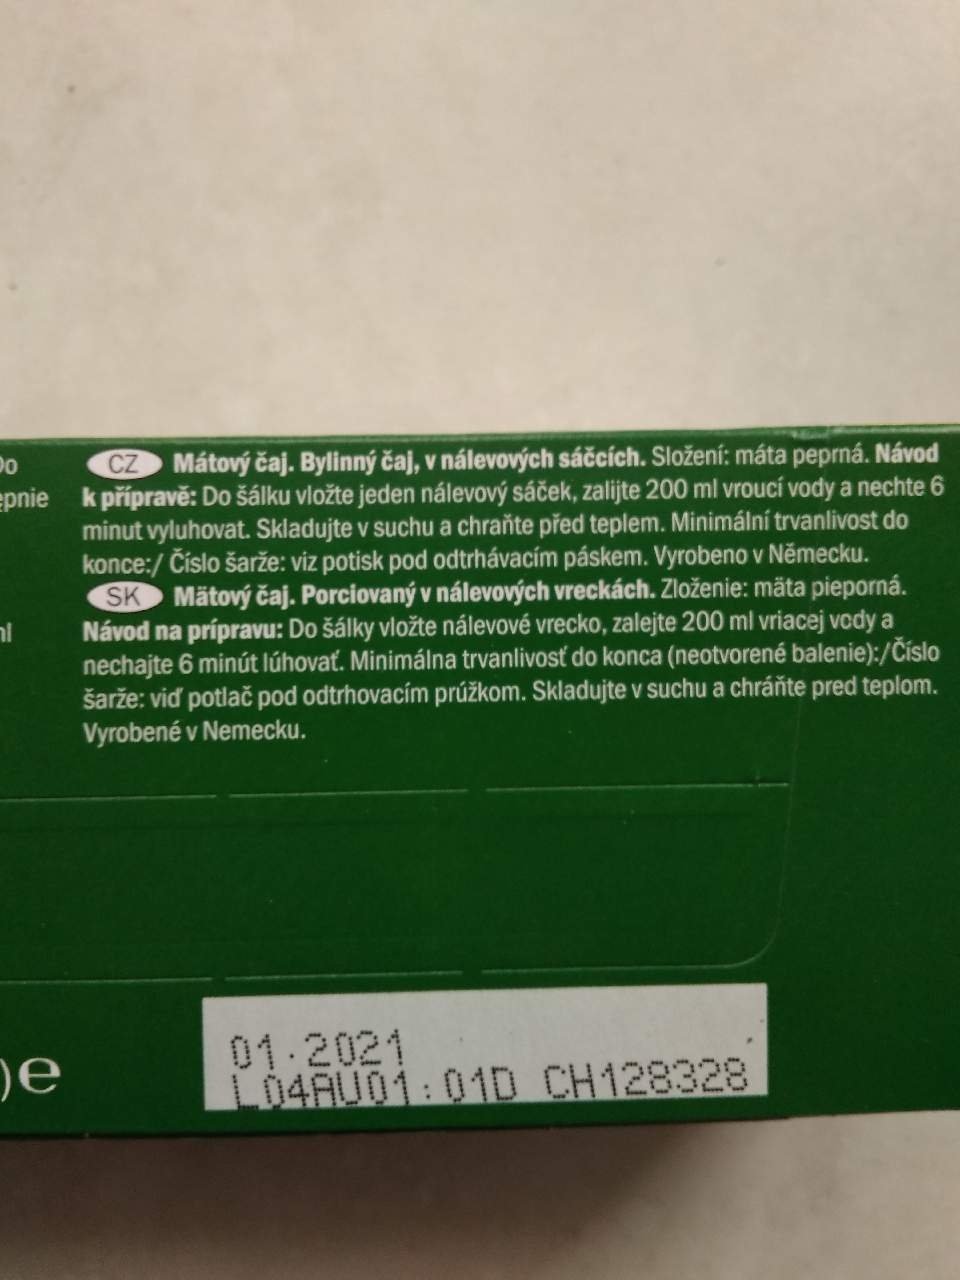 Do
CZ Mátový čaj. Bylinný čaj, v nálevových sáčcích. Složení: máta peprná. Návod
ępnie
k přípravě: Do šálku vložte jeden nálevový sáček, zalijte 200 ml vroucí vody a nechte 6
minut vyluhovat. Skladujte v suchu a chraňte před teplem. Minimální trvanlivost do
konce:/ Číslo šarže: viz potisk pod odtrhávacím páskem. Vyrobeno v Německu.
SK Mätový čaj. Porciovaný v nálevových vreckách. Zloženie: mäta pieporná.
ml
Návod na prípravu: Do šálky vložte nálevové vrecko, zalejte 200 ml vriacej vody a
nechajte 6 minút lúhovať. Minimálna trvanlivosť do konca (neotvorené balenie):/Číslo
šarže: viď potlač pod odtrhovacím prúžkom. Skladujte v suchu a chráňte pred teplom.
Vyrobené v Nemecku.
)e
01.2021
L04AU01:01D CH128328